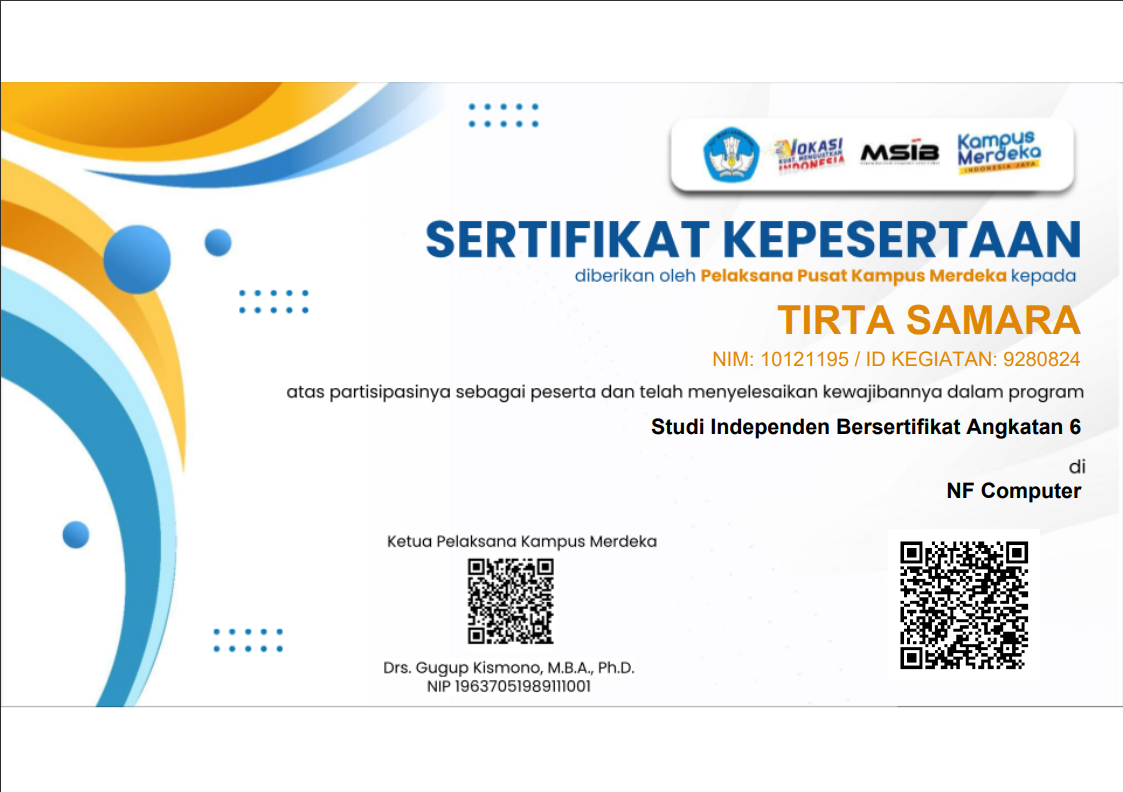 VOKASI
KUAT, MENGUATKAN
INDONESIA
MSIB
Kampus
Merdeka
INDONESIA JAYA
SERTIFIKAT KEPESERTAAN
diberikan oleh Pelaksana Pusat Kampus Merdeka kepada
TIRTA SAMARA
NIM: 10121195 / ID KEGIATAN: 9280824
atas partisipasinya sebagai peserta dan telah menyelesaikan kewajibannya dalam program
Studi Independen Bersertifikat Angkatan 6
di
NF Computer
Ketua Pelaksana Kampus Merdeka
Drs. Gugup Kismono, M.B.A., Ph.D.
NIP 19637051989111001